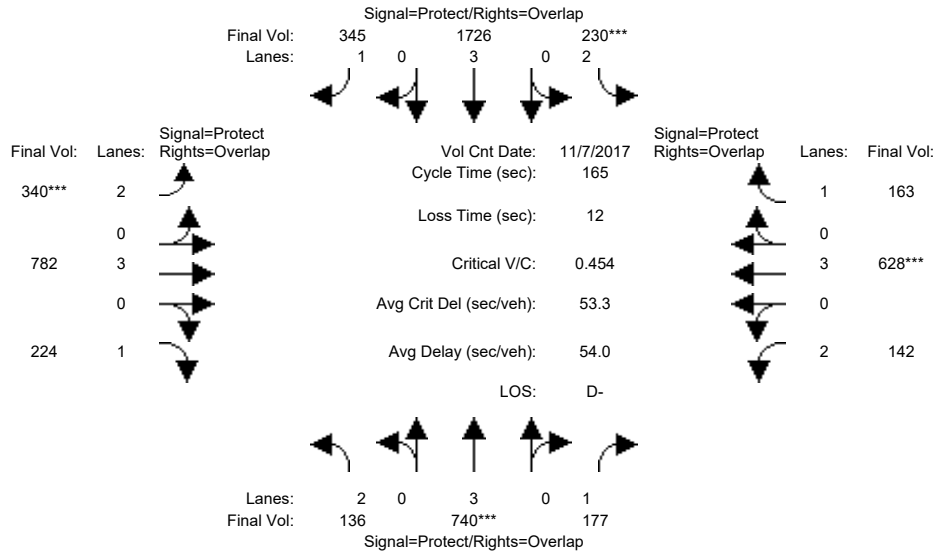 Signal=Protect/Rights=Overlap
Final Vol: 345 1726 230***
Lanes: 1 0 3 0 2
Signal=Protect
Final Vol: Lanes: Rights=Overlap
Vol Cnt Date: 11/7/2017
Signal=Protect
Rights=Overlap Lanes: Final Vol:
Cycle Time (sec): 165
340*** 2
1 163
Loss Time (sec): 12
0
0
782 3
Critical V/C: 0.454
3 628***
0
Avg Crit Del (sec/veh): 53.3
0
224 1
Avg Delay (sec/veh): 54.0
2 142
LOS: D-
Lanes: 2 0 3 0 1
Final Vol: 136 740*** 177
Signal=Protect/Rights=Overlap